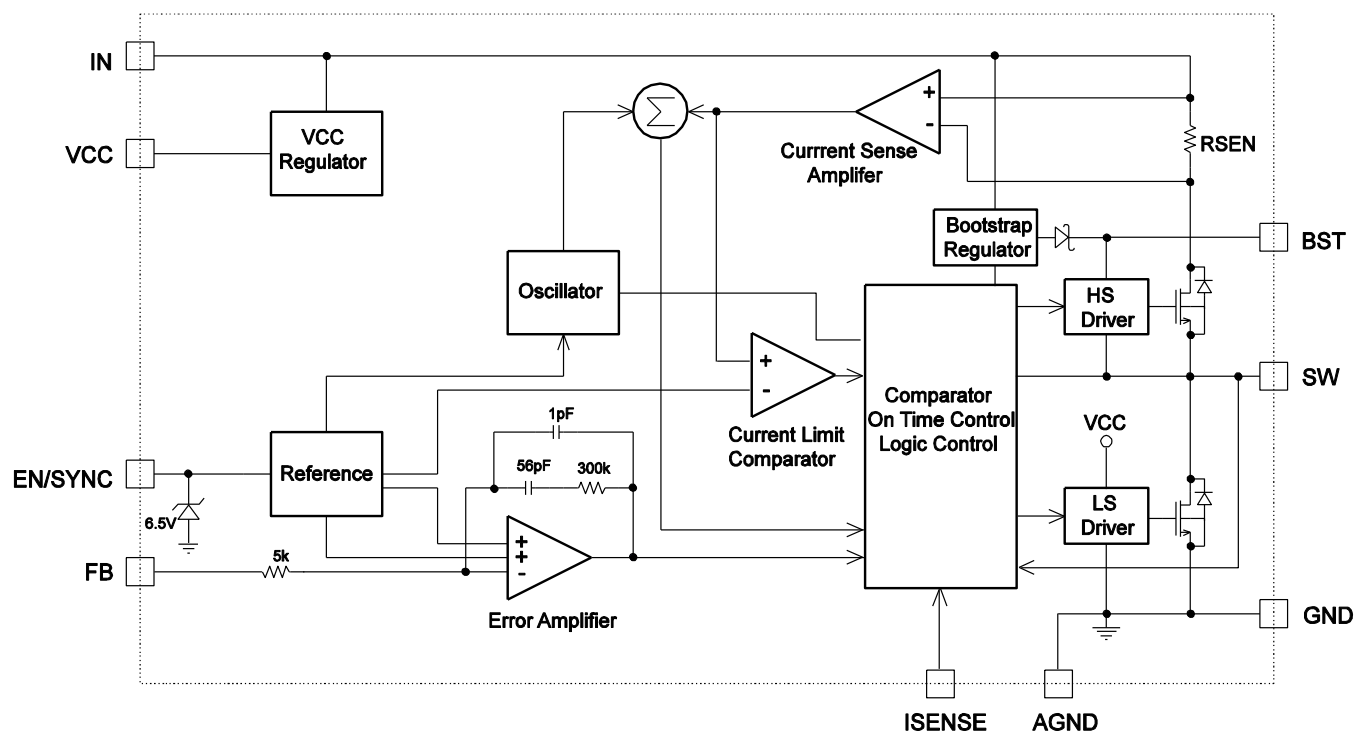 IN
VCC
VCC
Regulator
Σ
+
-
Currrent Sense
Amplifer
RSEN
Bootstrap
Regulator
BST
Oscillator
HS
Driver
+
-
Current Limit
Comparator
Comparator
On Time Control
Logic Control
SW
VCC
1pF
56pF
300k
EN/SYNC
Reference
6.5V
LS
Driver
FB
5k
+
+
-
Error Amplifier
GND
ISENSE
AGND